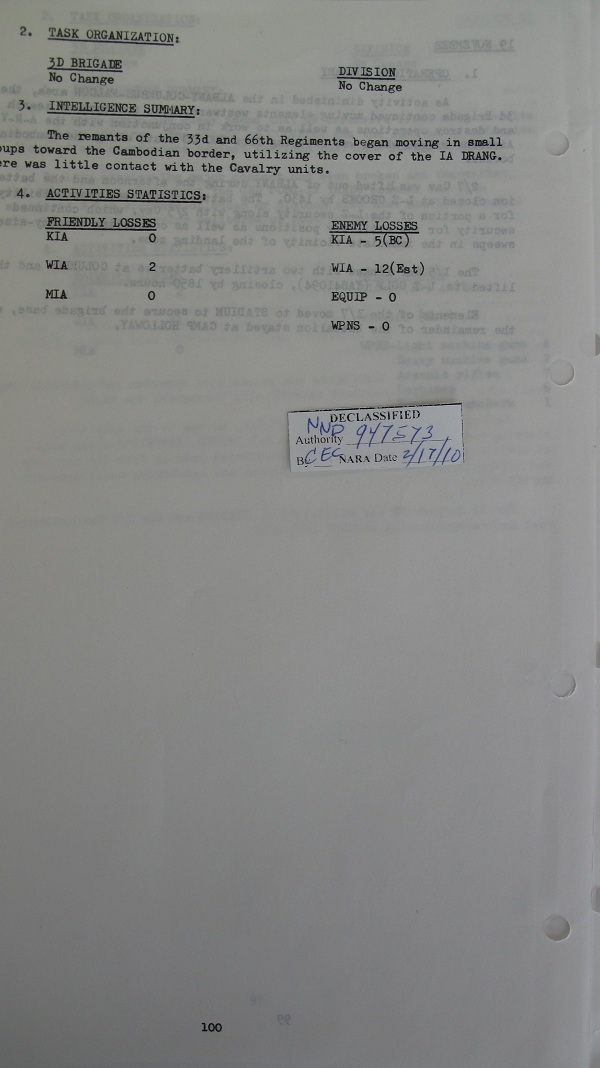 2. TASK ORGANIZATION:
3D BRIGADE
No Change
DIVISION
No Change
3. INTELLIGENCE SUMMARY:
The remants of the 33d and 66th Regiments began moving in small
oups toward the Cambodian border, utilizing the cover of the IA DRANG.
ere was little contact with the Cavalry units.
4. ACTIVITIES STATISTICS:
FRIENDLY LOSSES
KIA 0
WIA 2
MIA 0
ENEMY LOSSES
KIA - 5(BC)
WIA - 12(Est)
EQUIP - 0
WPNS - 0
DECLASSIFIED
Authority NND 947573
By CEG NARA Date 2/17/10
100